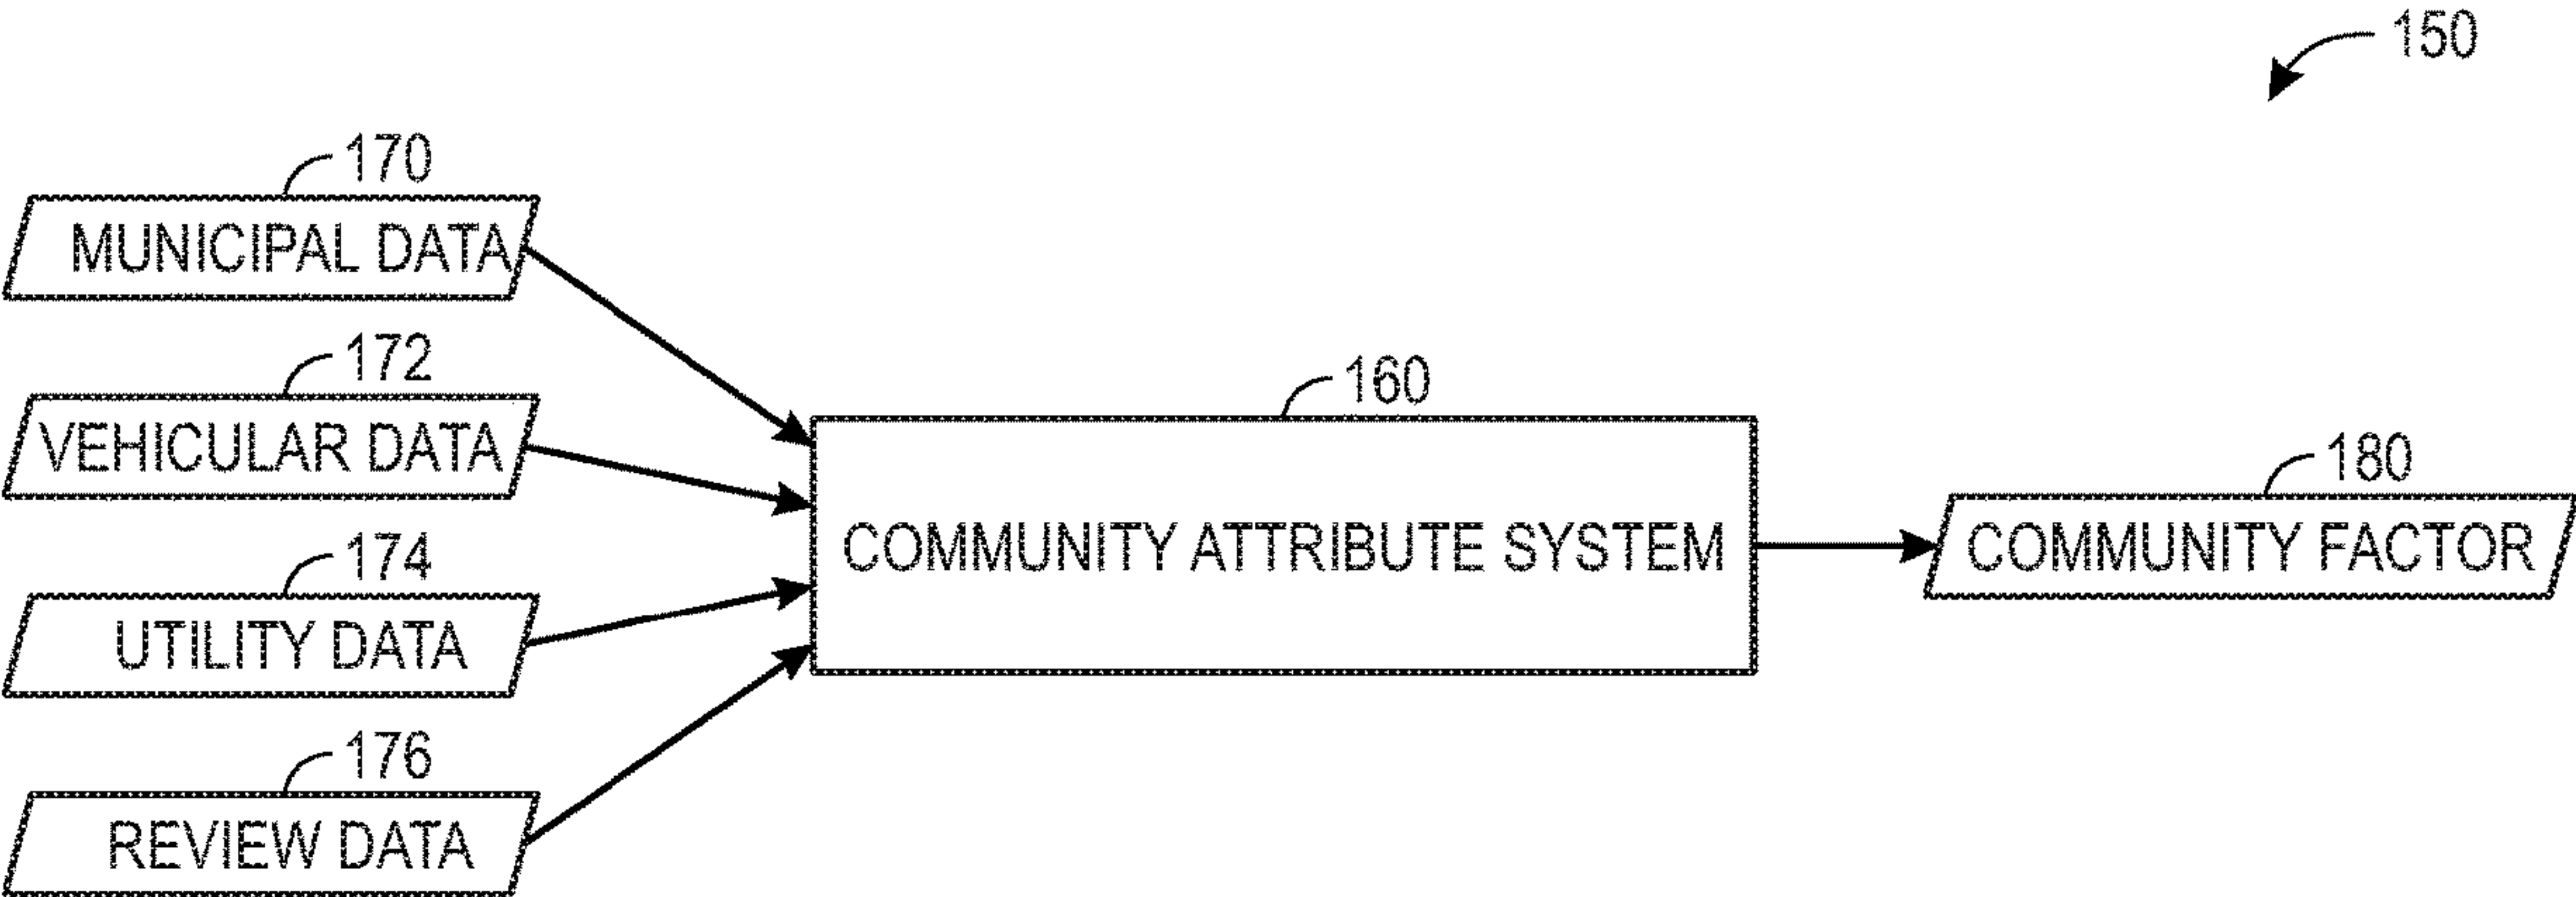 150
170
MUNICIPAL DATA
172
VEHICULAR DATA
160
COMMUNITY ATTRIBUTE SYSTEM
180
COMMUNITY FACTOR
174
UTILITY DATA
176
REVIEW DATA